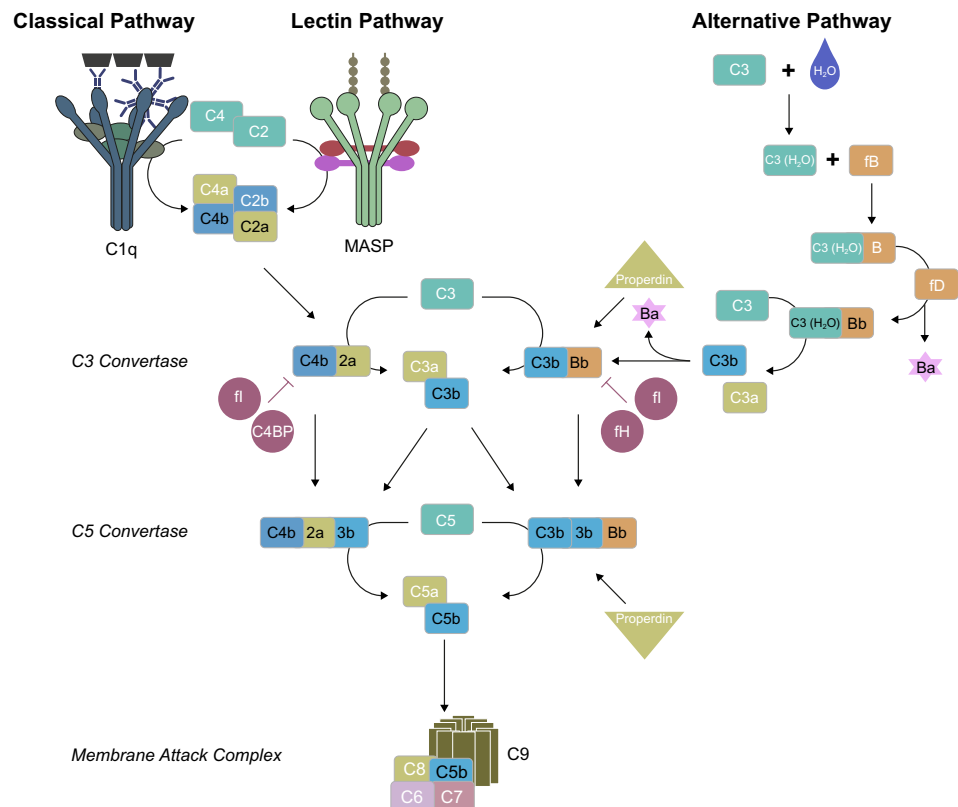 Classical Pathway
Lectin Pathway
Alternative Pathway
C3
+
H₂O
C4
C2
C3 (H₂O)
+
fB
C4a
C2b
C4b
C2a
C1q
MASP
C3 (H₂O)
B
fD
Properdin
C3
C3
Ba
C3 (H₂O)
Bb
C3 Convertase
C4b
2a
C3a
C3b
C3b
Bb
C3b
Ba
C3a
fI
C4BP
fI
fH
C5 Convertase
C4b
2a
3b
C5
C3b
3b
Bb
C5a
C5b
Properdin
Membrane Attack Complex
C9
C8
C5b
C6
C7